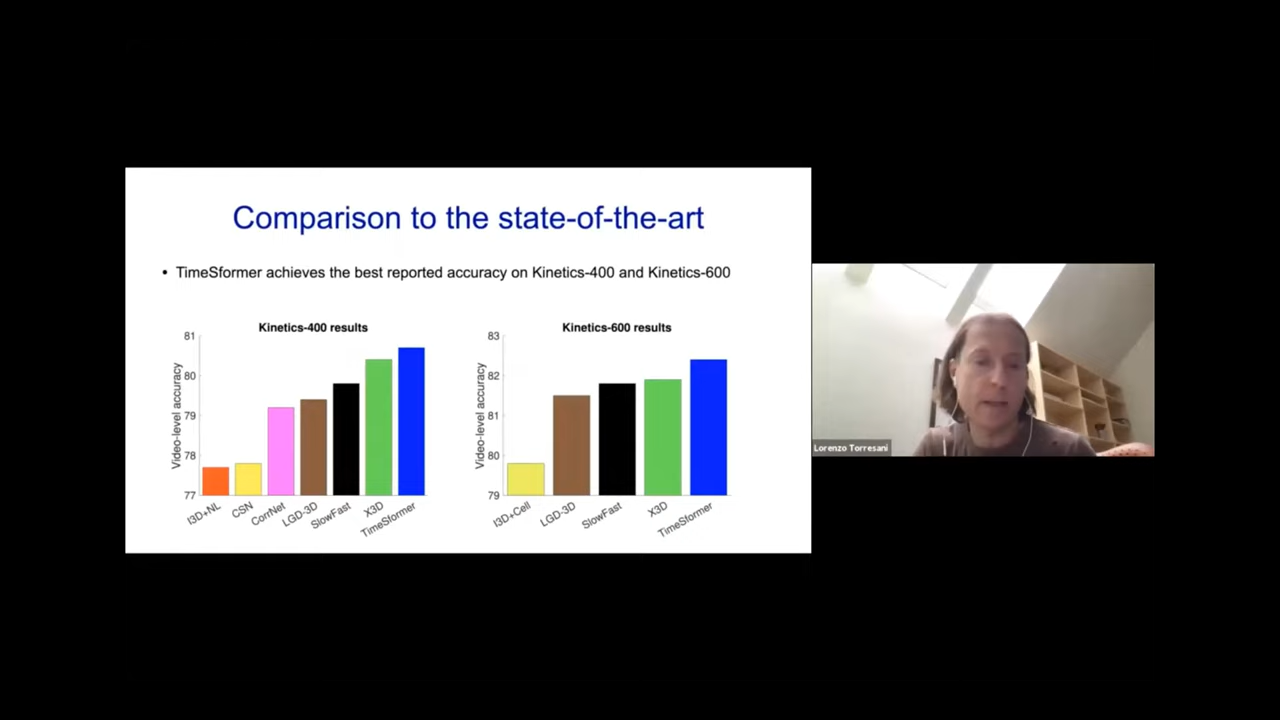 Comparison to the state-of-the-art
• TimeSformer achieves the best reported accuracy on Kinetics-400 and Kinetics-600
Kinetics-400 results
Video-level accuracy
81
80
79
78
77
I3D+NL
CSN
CorrNet
LGD-3D
SlowFast
X3D
TimeSformer
Kinetics-600 results
Video-level accuracy
83
82
81
80
79
I3D+Cell
LGD-3D
SlowFast
X3D
TimeSformer
Lorenzo Torresani